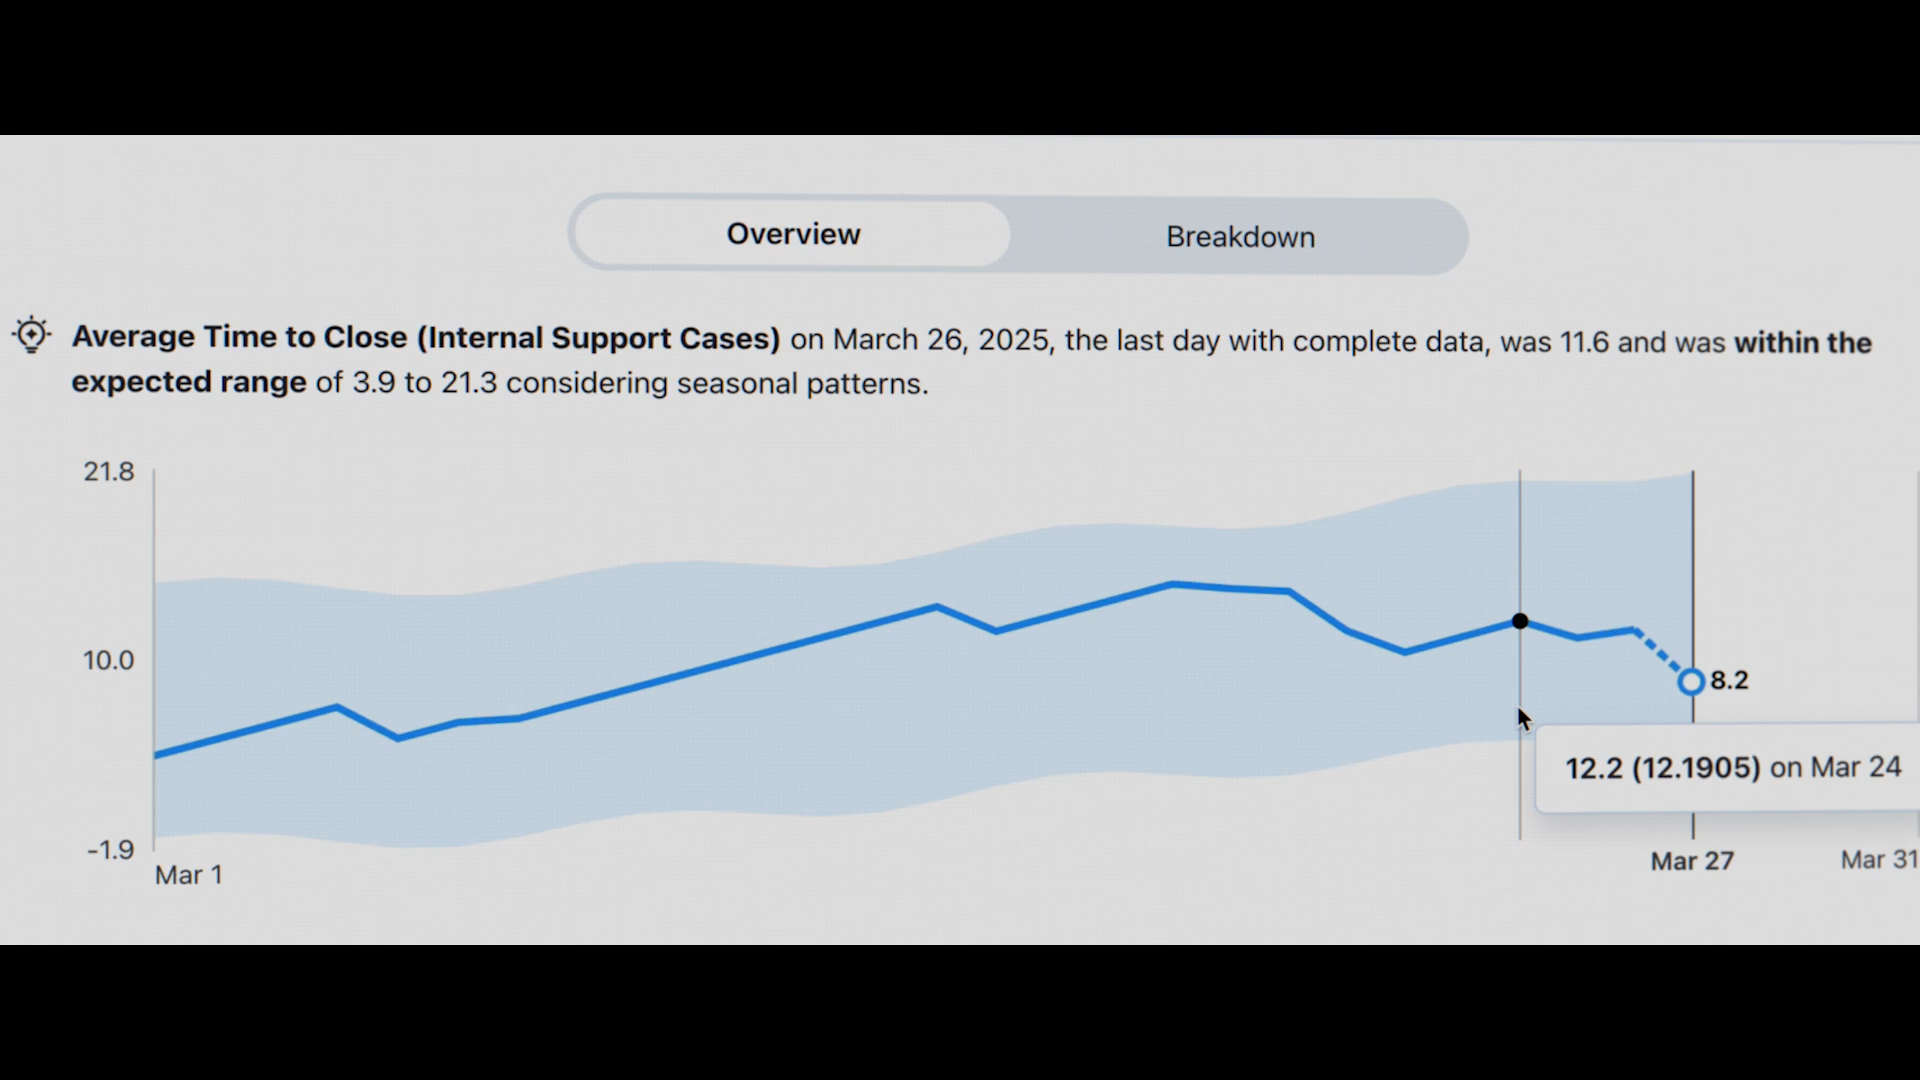 Overview
Breakdown
Average Time to Close (Internal Support Cases) on March 26, 2025, the last day with complete data, was 11.6 and was within the
expected range of 3.9 to 21.3 considering seasonal patterns.
21.8
10.0
8.2
12.2 (12.1905) on Mar 24
-1.9
Mar 1
Mar 27
Mar 31